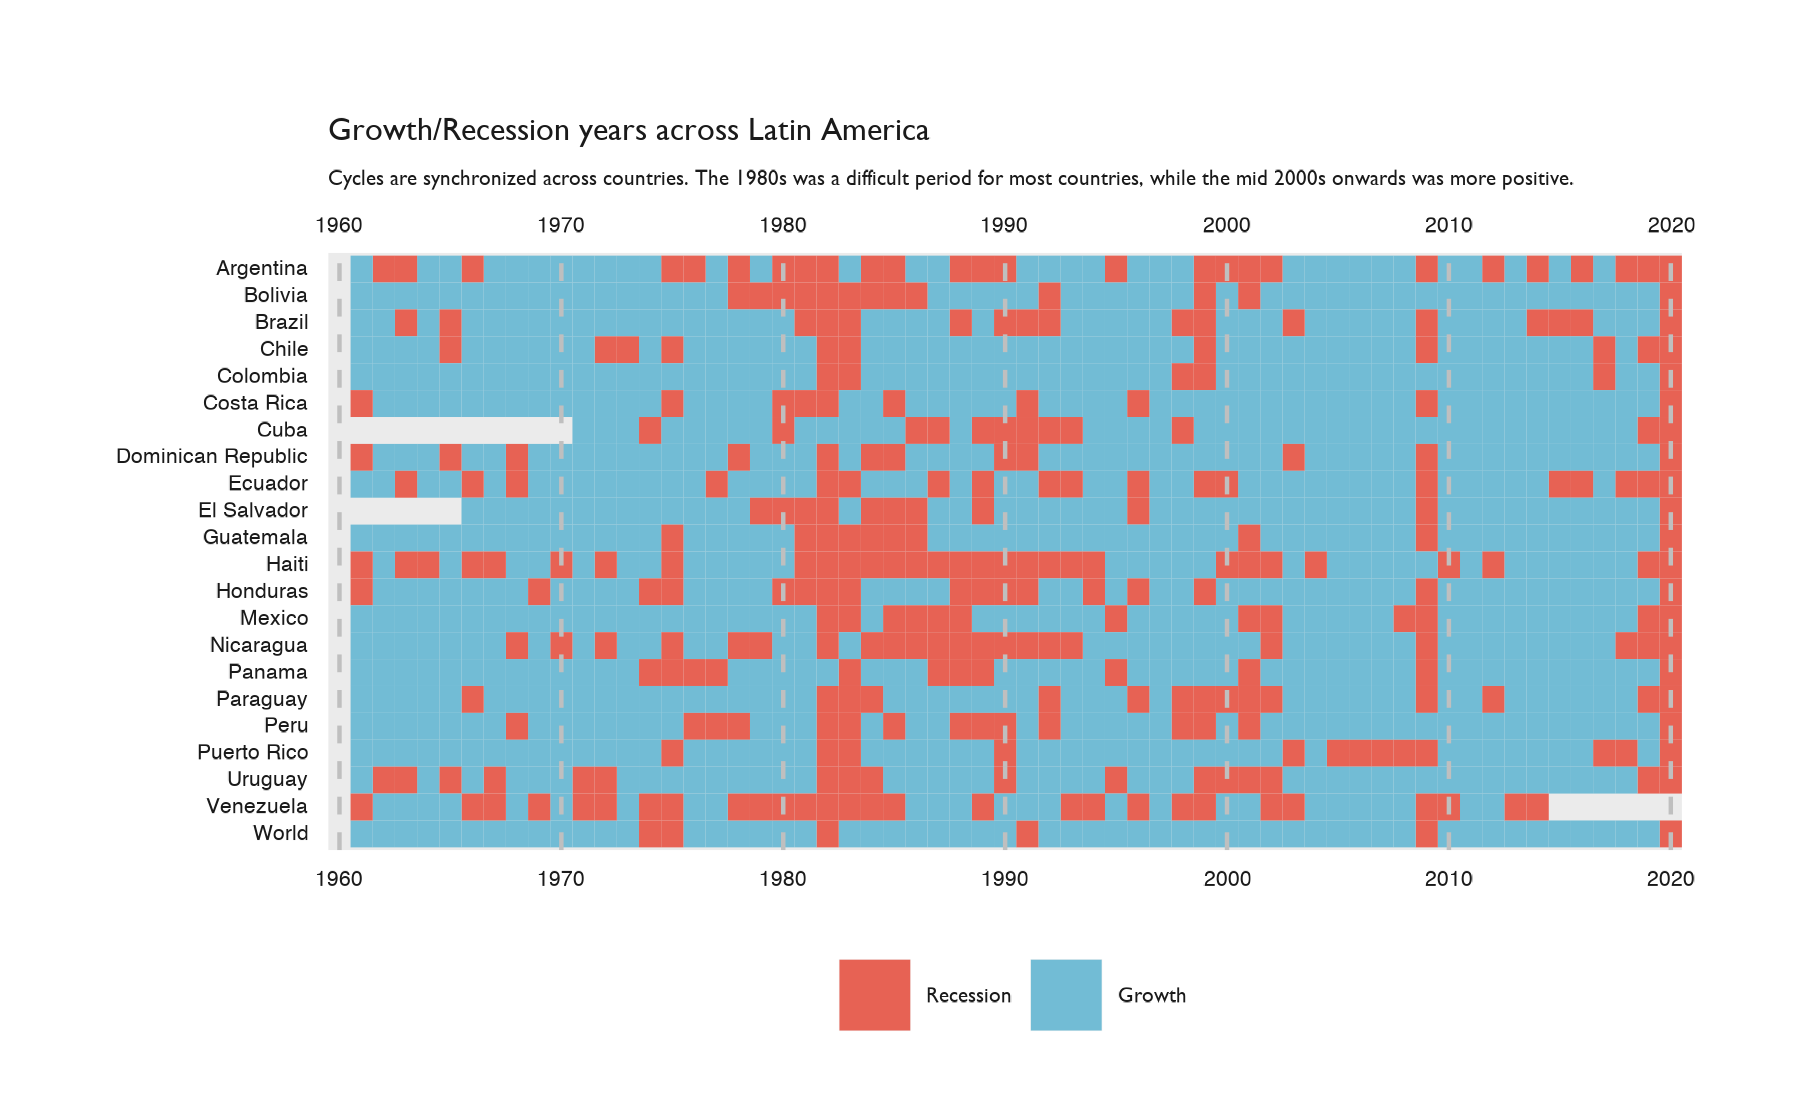 Growth/Recession years across Latin America
Cycles are synchronized across countries. The 1980s was a difficult period for most countries, while the mid 2000s onwards was more positive.
1960 1970 1980 1990 2000 2010 2020
Argentina
Bolivia
Brazil
Chile
Colombia
Costa Rica
Cuba
Dominican Republic
Ecuador
El Salvador
Guatemala
Haiti
Honduras
Mexico
Nicaragua
Panama
Paraguay
Peru
Puerto Rico
Uruguay
Venezuela
World
1960 1970 1980 1990 2000 2010 2020
Recession Growth